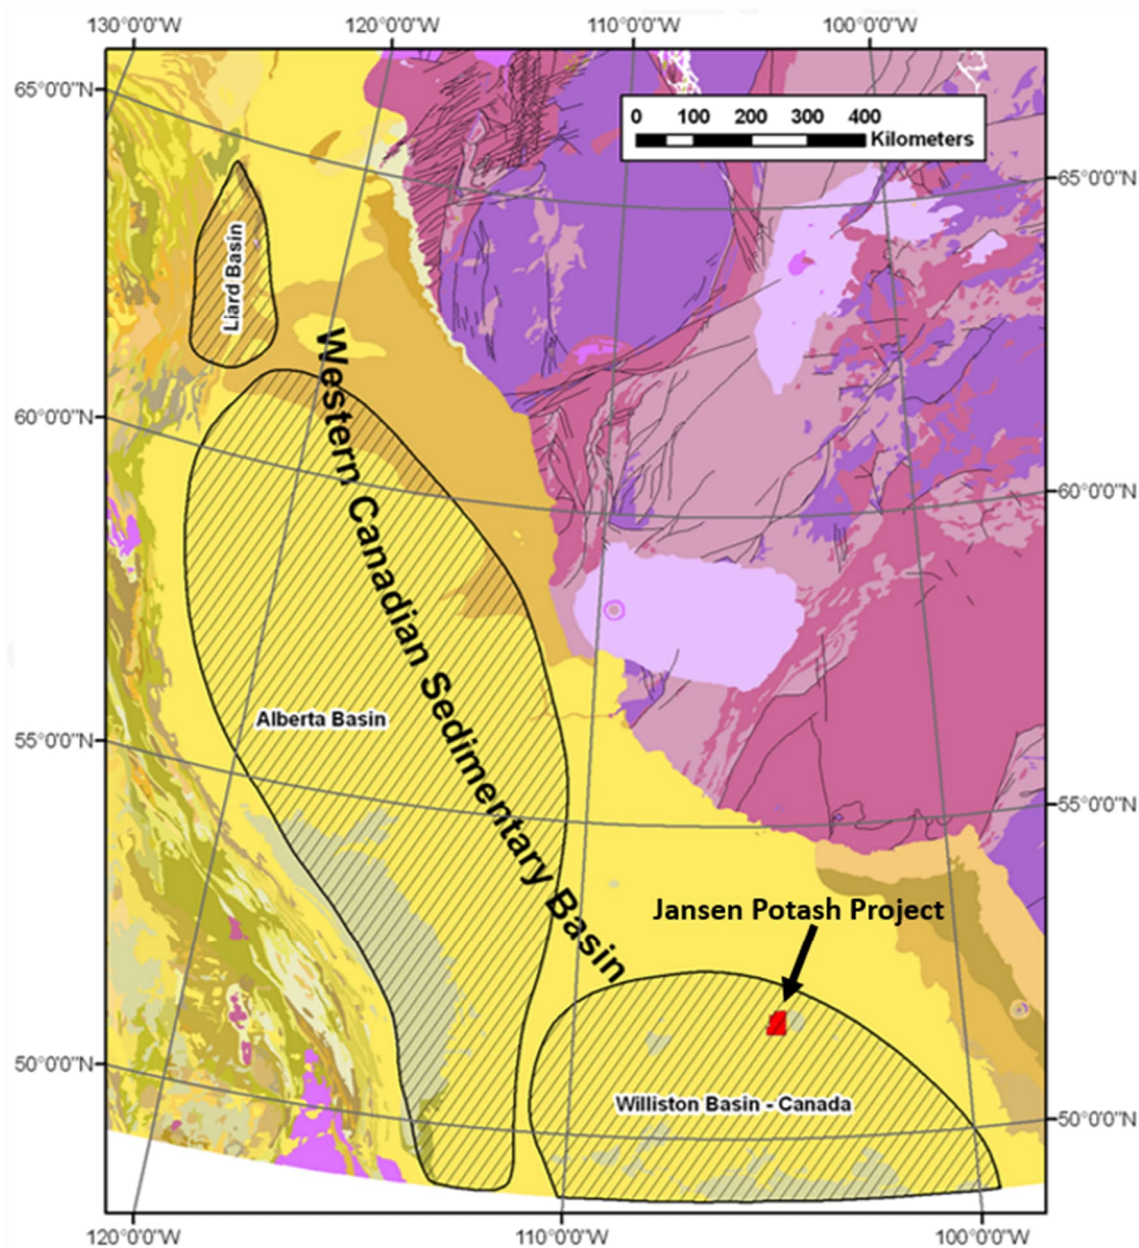 130°0'0"W 120°0'0"W 110°0'0"W 100°0'0"W
65°0'0"N
0 100 200 300 400
Kilometers
65°0'0"N
Liard Basin
Western Canadian Sedimentary Basin
60°0'0"N
60°0'0"N
Alberta Basin
55°0'0"N
55°0'0"N
Jansen Potash Project
50°0'0"N
Williston Basin - Canada
50°0'0"N
120°0'0"W 110°0'0"W 100°0'0"W